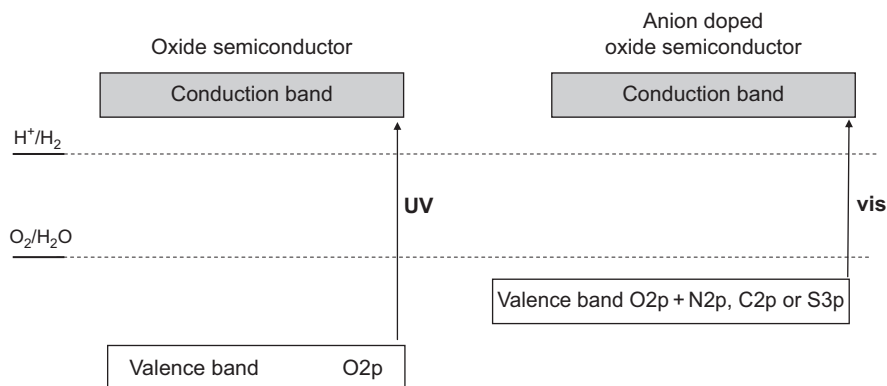 Oxide semiconductor
Anion doped
oxide semiconductor
Conduction band
Conduction band
H⁺/H₂
UV
vis
O₂/H₂O
Valence band O2p + N2p, C2p or S3p
Valence band O2p